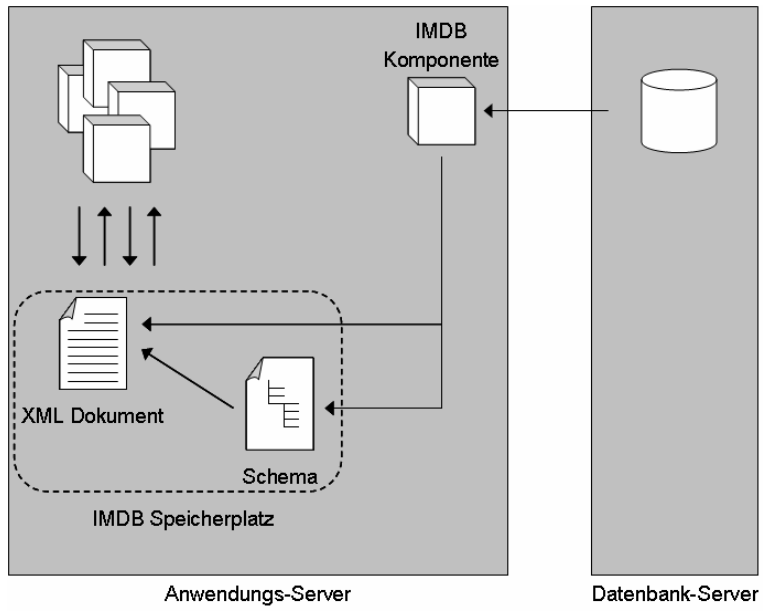 IMDB
Komponente
XML Dokument
Schema
IMDB Speicherplatz
Anwendungs-Server
Datenbank-Server